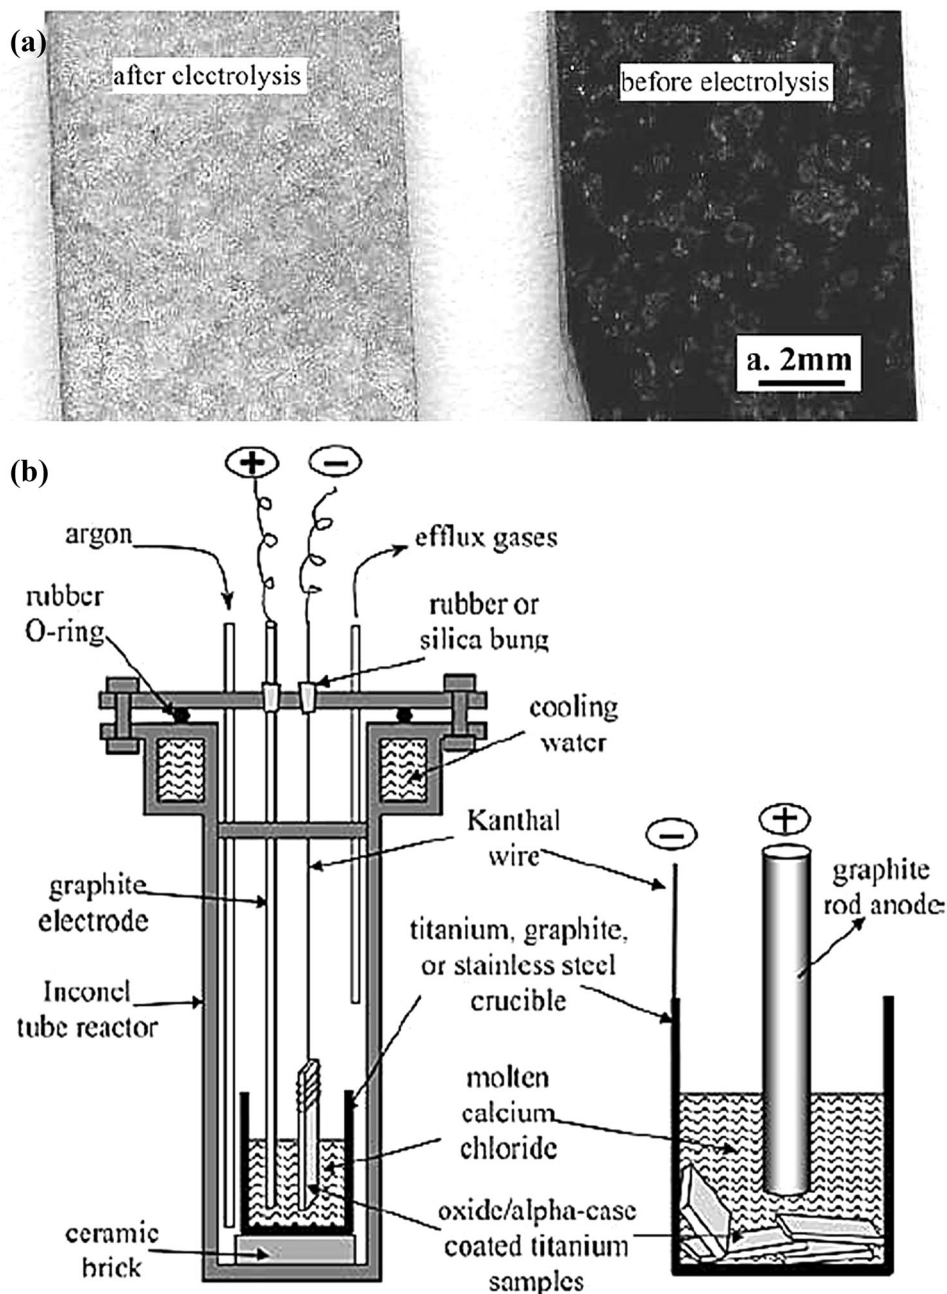 (a)
after electrolysis
before electrolysis
a. 2mm
(b)
+
−
argon
efflux gases
rubber
O-ring
rubber or
silica bung
cooling
water
Kanthal
wire
−
+
graphite
electrode
graphite
rod anode
titanium, graphite,
or stainless steel
crucible
Inconel
tube reactor
molten
calcium
chloride
oxide/alpha-case
coated titanium
samples
ceramic
brick